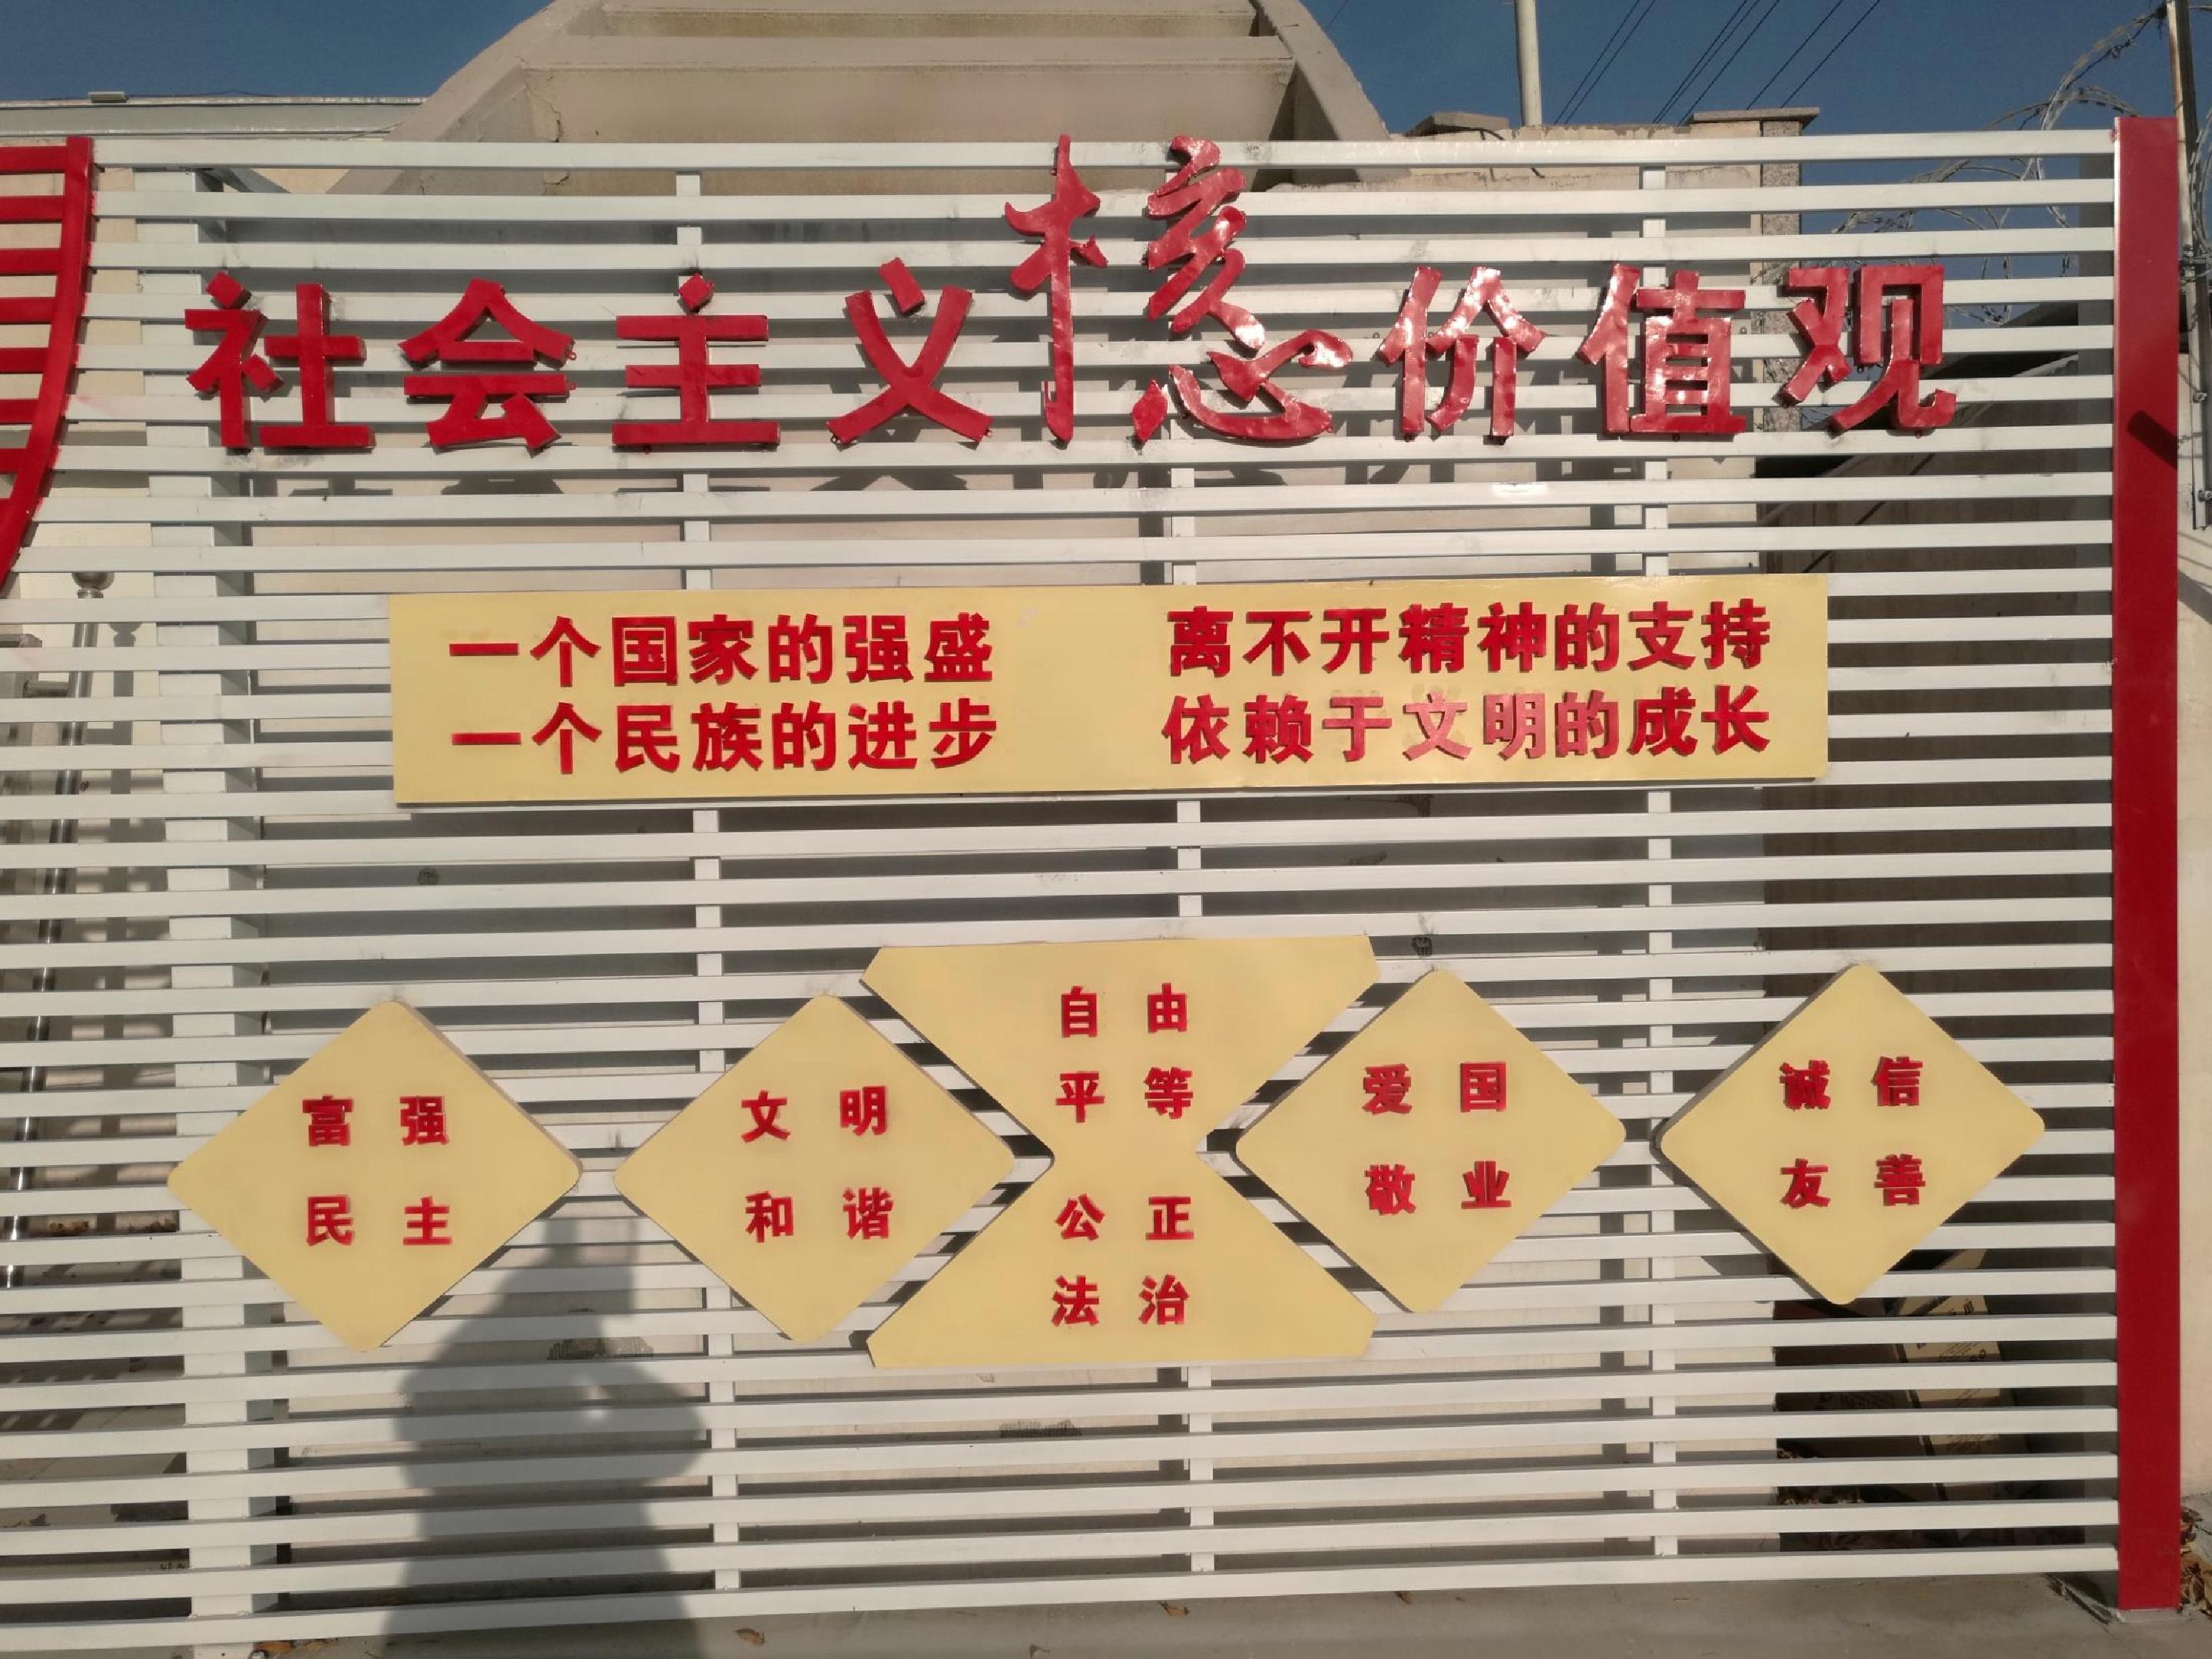 社会主义核心价值观
一个国家的强盛 离不开精神的支持
一个民族的进步 依赖于文明的成长
富强
民主
文明
和谐
自由
平等
公正
法治
爱国
敬业
诚信
友善